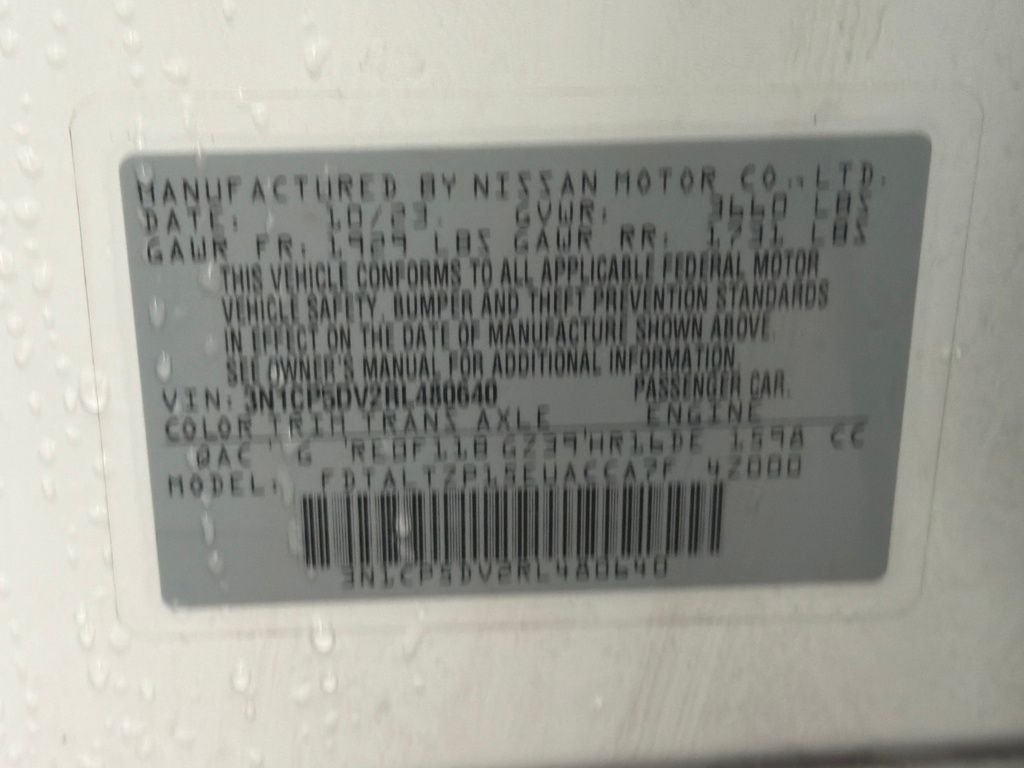 MANUFACTURED BY NISSAN MOTOR CO., LTD.
DATE: 10/23 GVWR: 3660 LBS
GAWR FR: 1929 LBS GAWR RR: 1731 LBS
THIS VEHICLE CONFORMS TO ALL APPLICABLE FEDERAL MOTOR
VEHICLE SAFETY, BUMPER AND THEFT PREVENTION STANDARDS
IN EFFECT ON THE DATE OF MANUFACTURE SHOWN ABOVE.
SEE OWNER'S MANUAL FOR ADDITIONAL INFORMATION.
VIN: 3N1CP5DV2RL480640 PASSENGER CAR.
COLOR TRIM TRANS AXLE ENGINE
QAC G RE0F11B GZ39 HR16DE 1598 CC
MODEL: FDTALTZP15EUACCA7F 42000
3N1CP5DV2RL480640